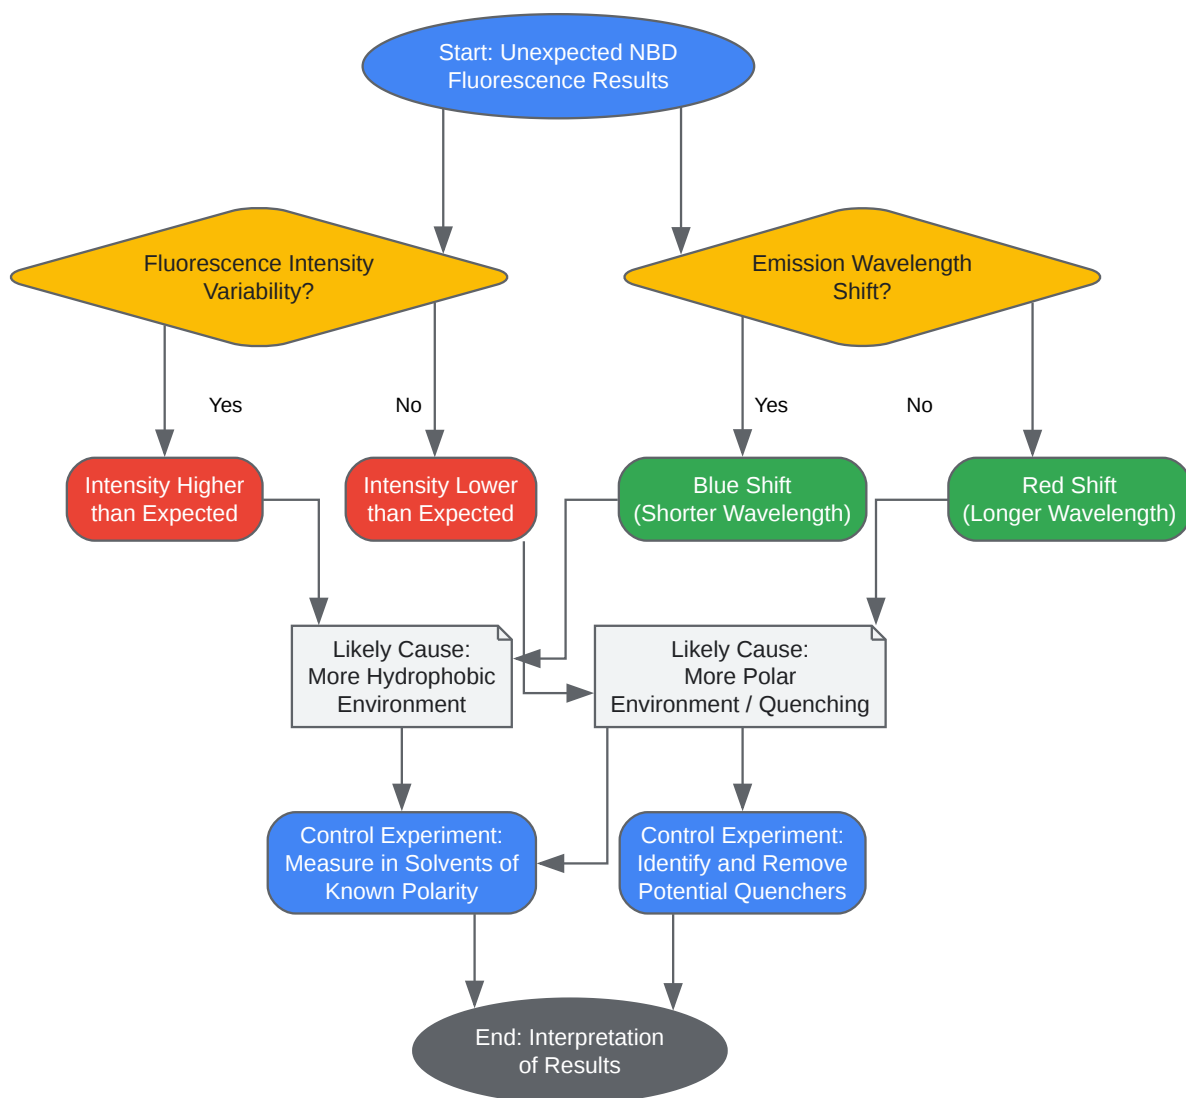 Start: Unexpected NBD
Fluorescence Results
Fluorescence Intensity
Variability?
Emission Wavelength
Shift?
Yes
No
Yes
No
Intensity Higher
than Expected
Intensity Lower
than Expected
Blue Shift
(Shorter Wavelength)
Red Shift
(Longer Wavelength)
Likely Cause:
More Hydrophobic
Environment
Likely Cause:
More Polar
Environment / Quenching
Control Experiment:
Measure in Solvents of
Known Polarity
Control Experiment:
Identify and Remove
Potential Quenchers
End: Interpretation
of Results